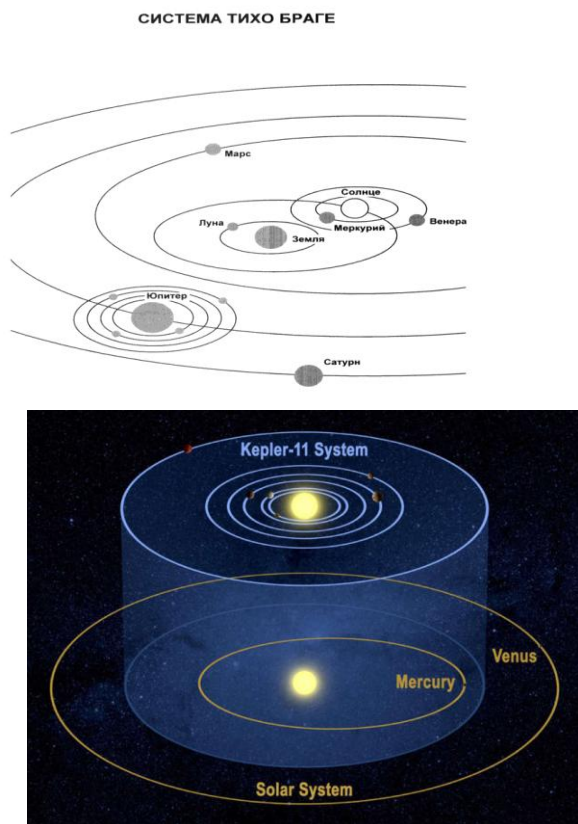 СИСТЕМА ТИХО БРАГЕ
Марс
Солнце
Луна
Меркурий
Венера
Земля
Юпитер
Сатурн
Kepler-11 System
Venus
Mercury
Solar System